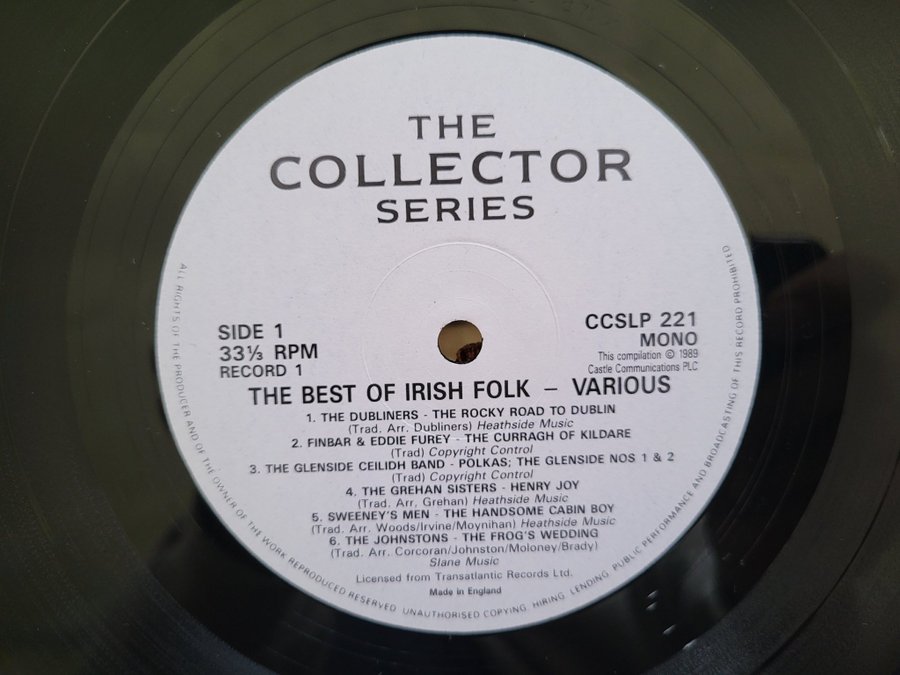 THE
COLLECTOR
SERIES
SIDE 1
33⅓ RPM
RECORD 1
CCSLP 221
MONO
This compilation © 1989
Castle Communications PLC
THE BEST OF IRISH FOLK – VARIOUS
1. THE DUBLINERS - THE ROCKY ROAD TO DUBLIN
(Trad. Arr. Dubliners) Heathside Music
2. FINBAR & EDDIE FUREY - THE CURRAGH OF KILDARE
(Trad) Copyright Control
3. THE GLENSIDE CEILIDH BAND - POLKAS; THE GLENSIDE NOS 1 & 2
(Trad) Copyright Control
4. THE GREHAN SISTERS - HENRY JOY
(Trad. Arr. Grehan) Heathside Music
5. SWEENEY'S MEN - THE HANDSOME CABIN BOY
(Trad. Arr. Woods/Irvine/Moynihan) Heathside Music
6. THE JOHNSTONS - THE FROG'S WEDDING
(Trad. Arr. Corcoran/Johnston/Moloney/Brady)
Slane Music
Licensed from Transatlantic Records Ltd.
Made in England
ALL RIGHTS OF THE PRODUCER AND OF THE OWNER OF THE WORK REPRODUCED RESERVED UNAUTHORISED COPYING HIRING LENDING PUBLIC PERFORMANCE AND BROADCASTING OF THIS RECORD PROHIBITED